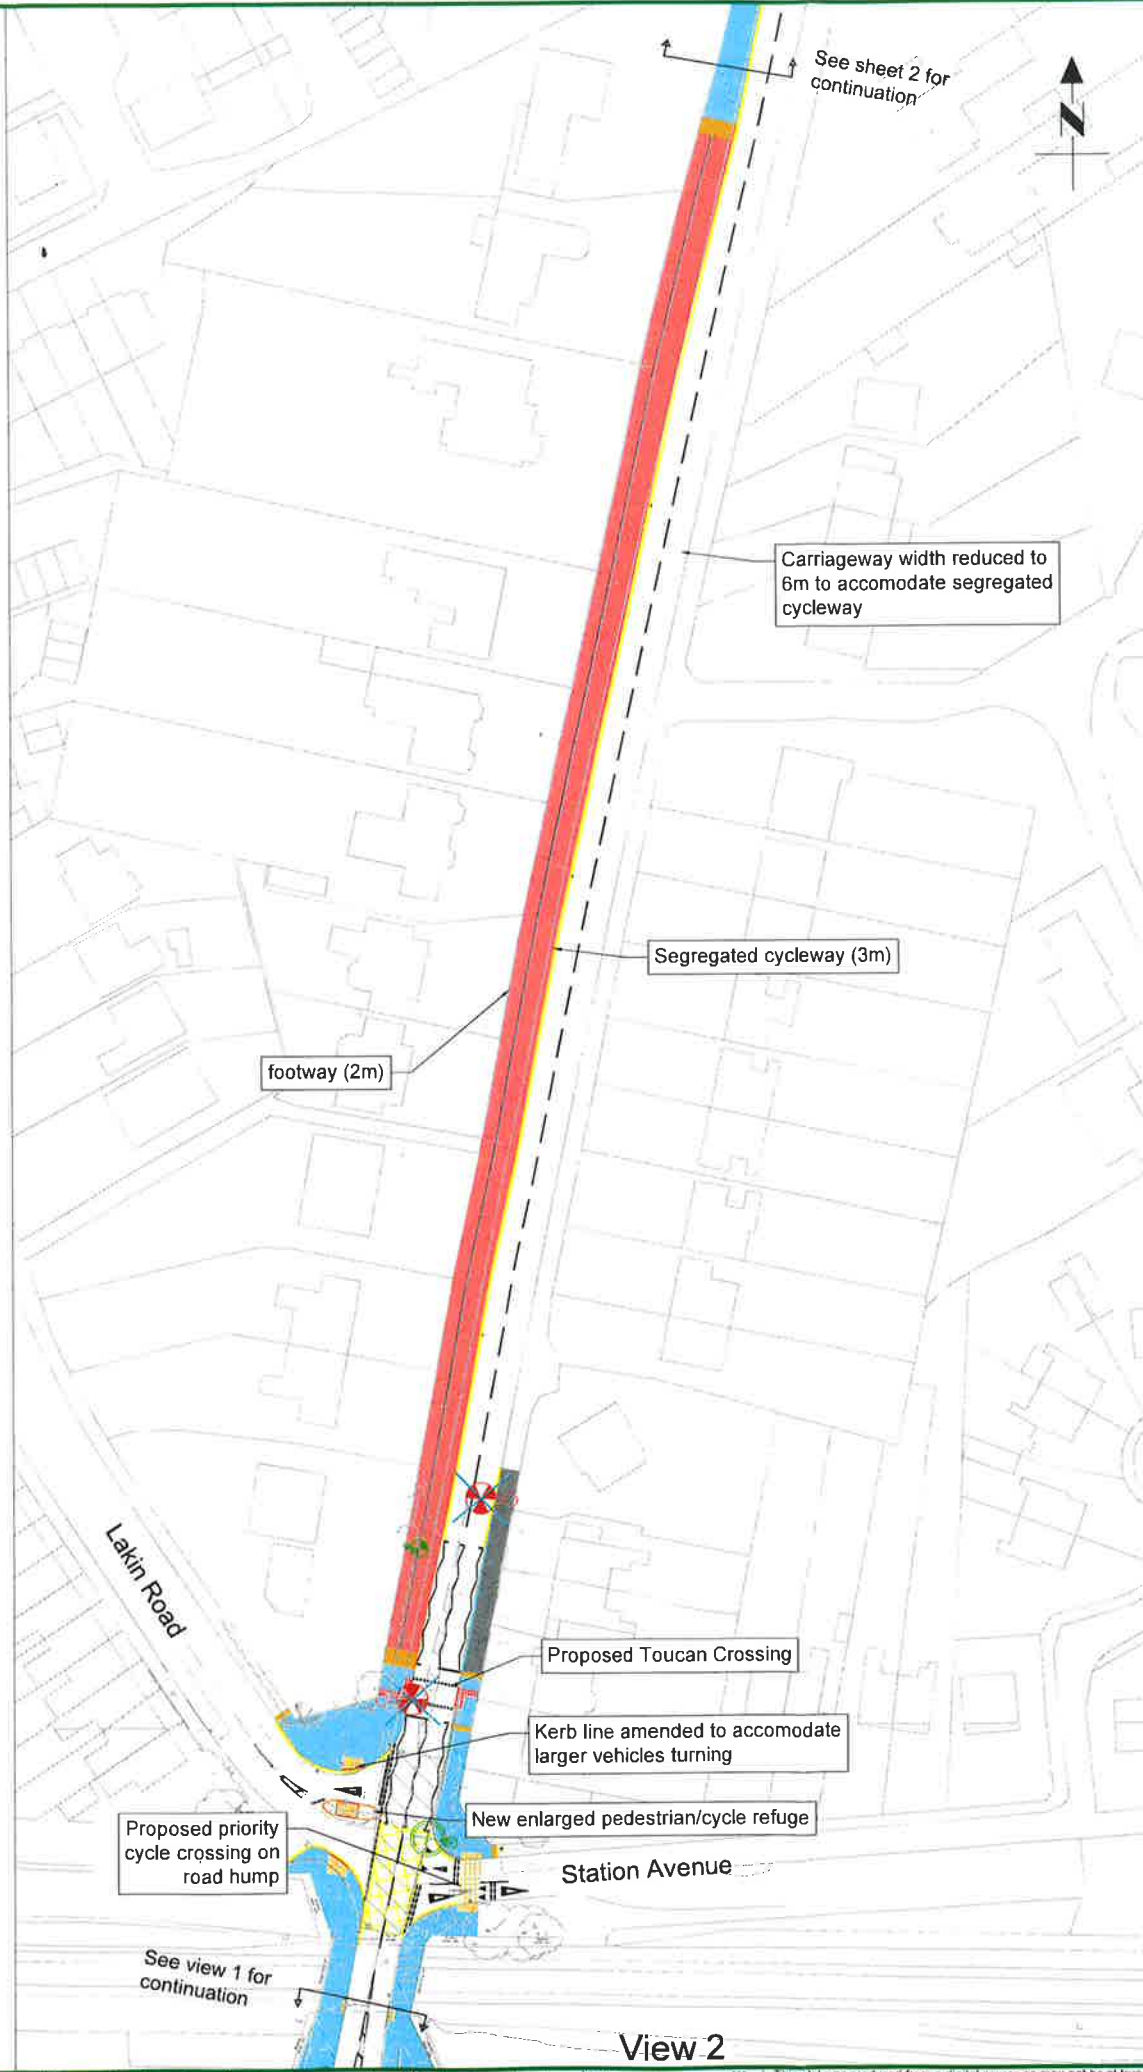 See sheet 2 for
continuation
N
Carriageway width reduced to
6m to accomodate segregated
cycleway
Segregated cycleway (3m)
footway (2m)
Lakin Road
Proposed Toucan Crossing
Kerb line amended to accomodate
larger vehicles turning
New enlarged pedestrian/cycle refuge
Proposed priority
cycle crossing on
road hump
Station Avenue
See view 1 for
continuation
View 2